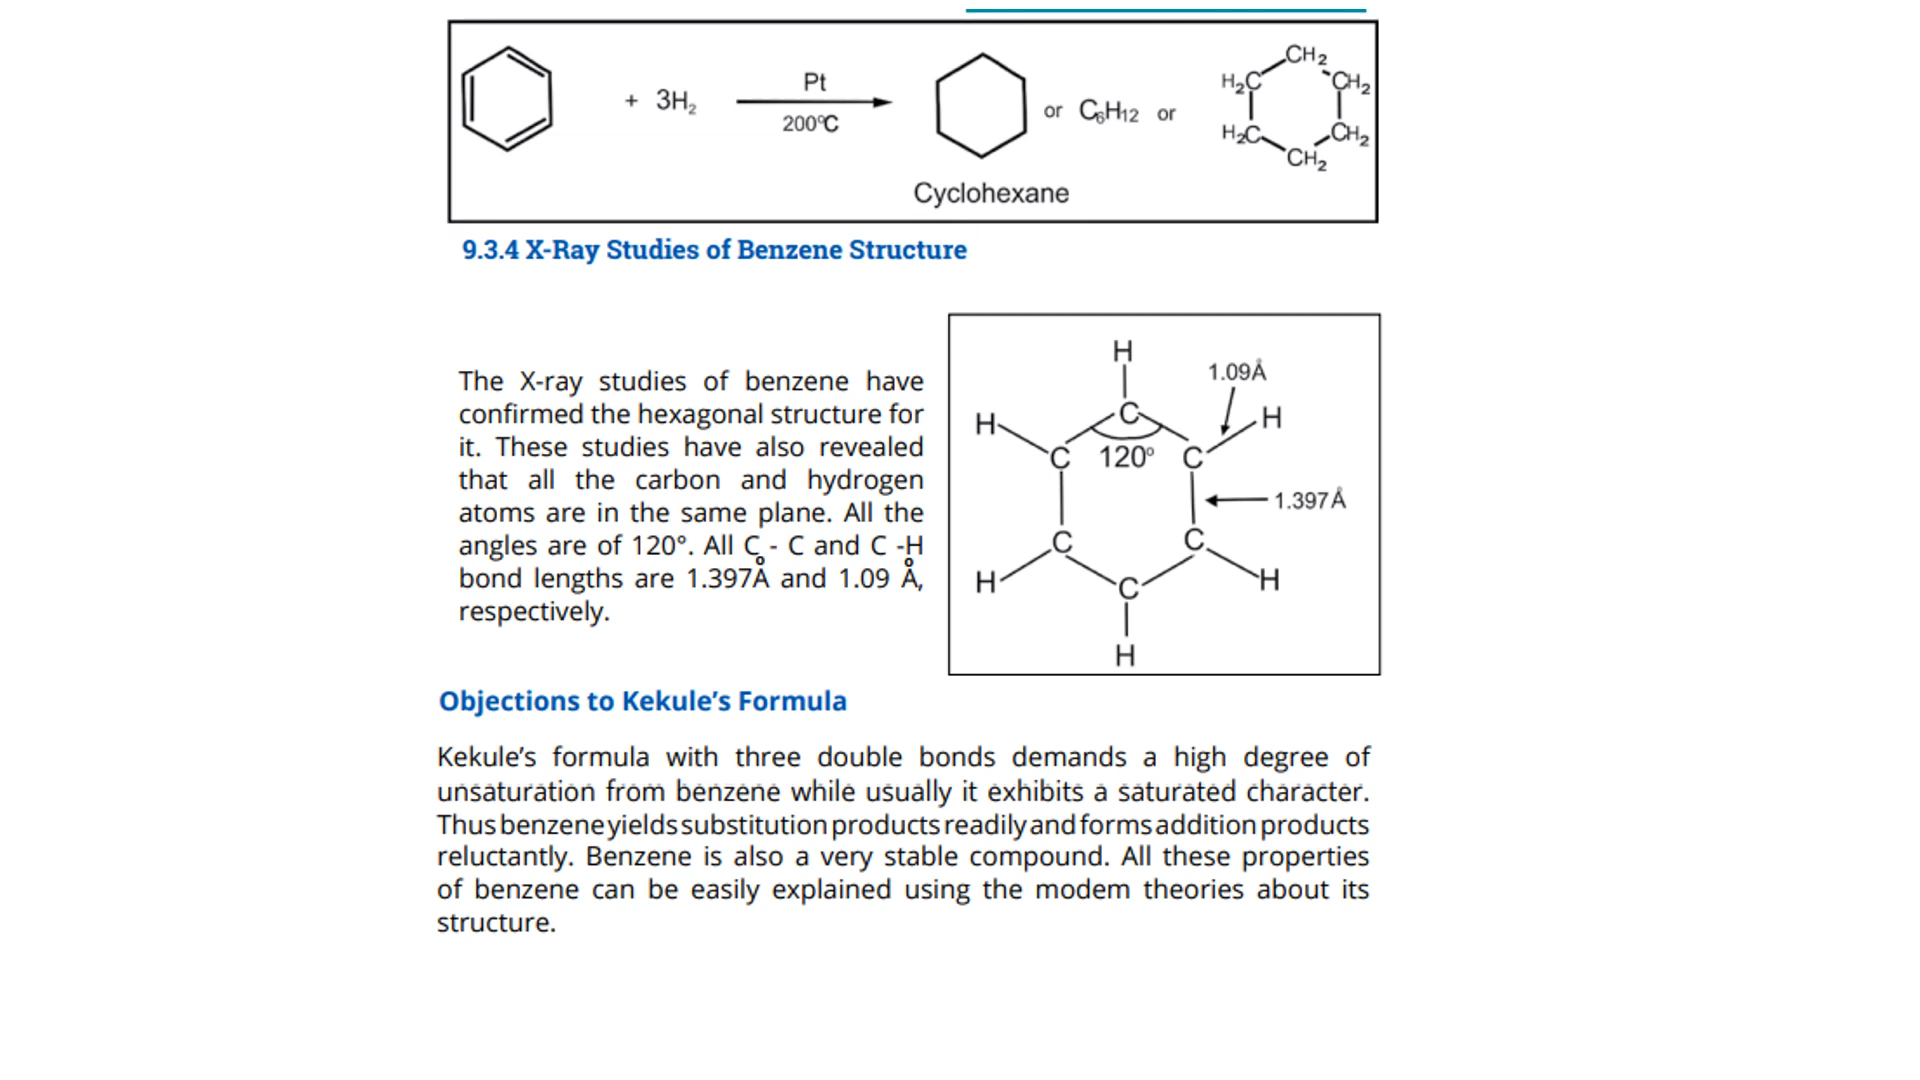 Pt
+ 3H₂
200°C
or C₆H₁₂ or
CH₂
H₂C
CH₂
H₂C
CH₂
CH₂
Cyclohexane
9.3.4 X-Ray Studies of Benzene Structure
The X-ray studies of benzene have
confirmed the hexagonal structure for
it. These studies have also revealed
that all the carbon and hydrogen
atoms are in the same plane. All the
angles are of 120°. All C - C and C -H
bond lengths are 1.397Å and 1.09 Å,
respectively.
H
1.09Å
H
C
H
C
120°
C
1.397Å
C
C
H
C
H
H
Objections to Kekule’s Formula
Kekule’s formula with three double bonds demands a high degree of
unsaturation from benzene while usually it exhibits a saturated character.
Thus benzene yields substitution products readily and forms addition products
reluctantly. Benzene is also a very stable compound. All these properties
of benzene can be easily explained using the modem theories about its
structure.